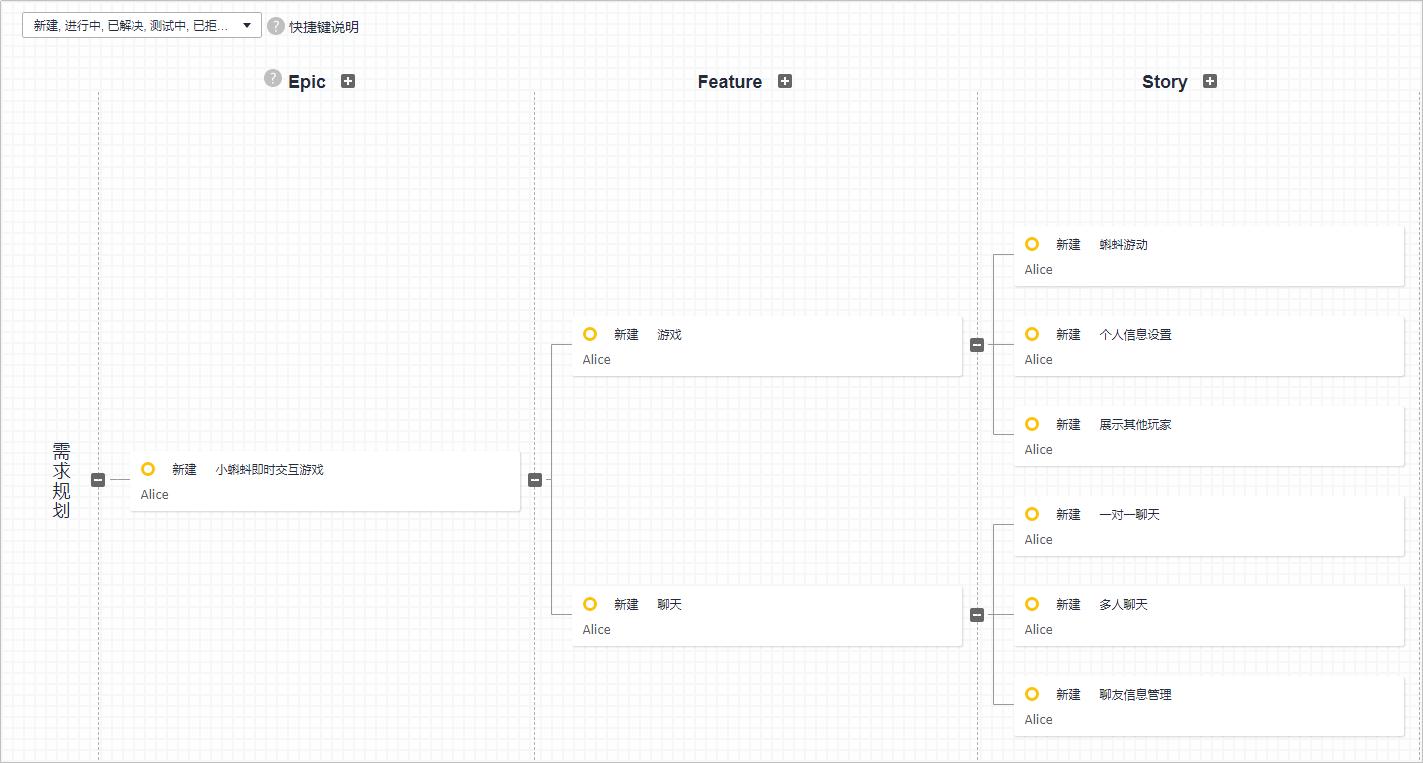 新建, 进行中, 已解决, 测试中, 已拒...
? 快捷键说明
? Epic
Feature
Story
新建 蝌蚪游动
Alice
新建 游戏
Alice
新建 个人信息设置
Alice
新建 展示其他玩家
Alice
需求规划
新建 小蝌蚪即时交互游戏
Alice
新建 一对一聊天
Alice
新建 聊天
Alice
新建 多人聊天
Alice
新建 聊友信息管理
Alice